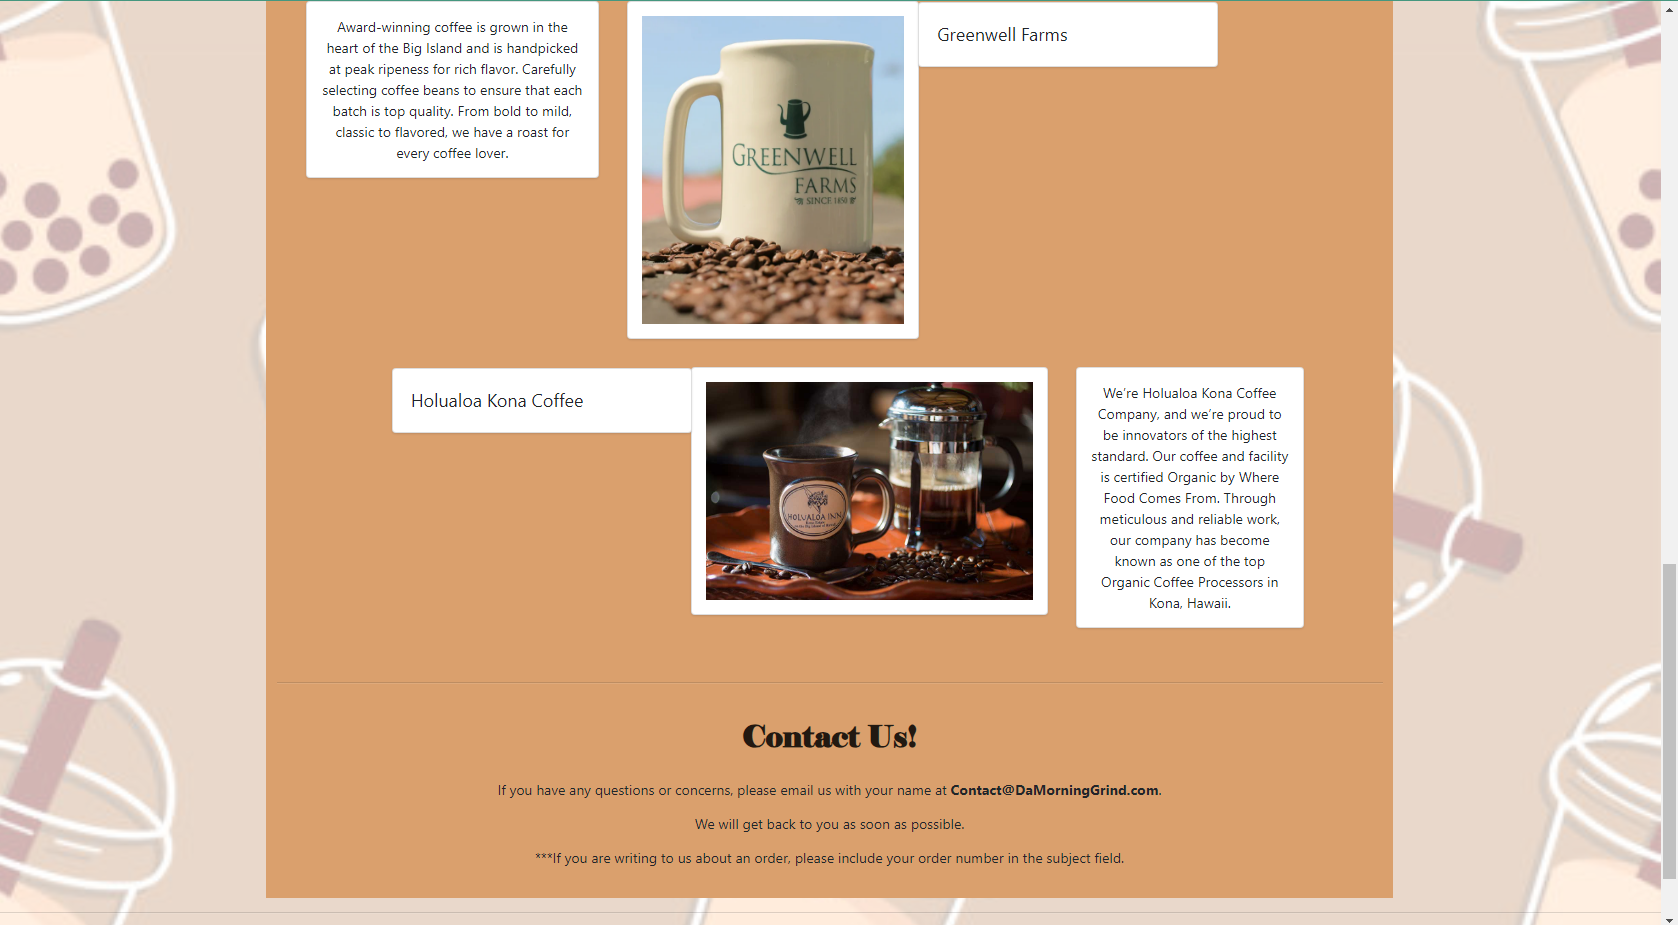 Award-winning coffee is grown in the
heart of the Big Island and is handpicked
at peak ripeness for rich flavor. Carefully
selecting coffee beans to ensure that each
batch is top quality. From bold to mild,
classic to flavored, we have a roast for
every coffee lover.
GREENWELL
FARMS
SINCE 1850
Greenwell Farms
Holualoa Kona Coffee
HOLUALOA INN
We’re Holualoa Kona Coffee
Company, and we’re proud to
be innovators of the highest
standard. Our coffee and facility
is certified Organic by Where
Food Comes From. Through
meticulous and reliable work,
our company has become
known as one of the top
Organic Coffee Processors in
Kona, Hawaii.
Contact Us!
If you have any questions or concerns, please email us with your name at Contact@DaMorningGrind.com.
We will get back to you as soon as possible.
***If you are writing to us about an order, please include your order number in the subject field.